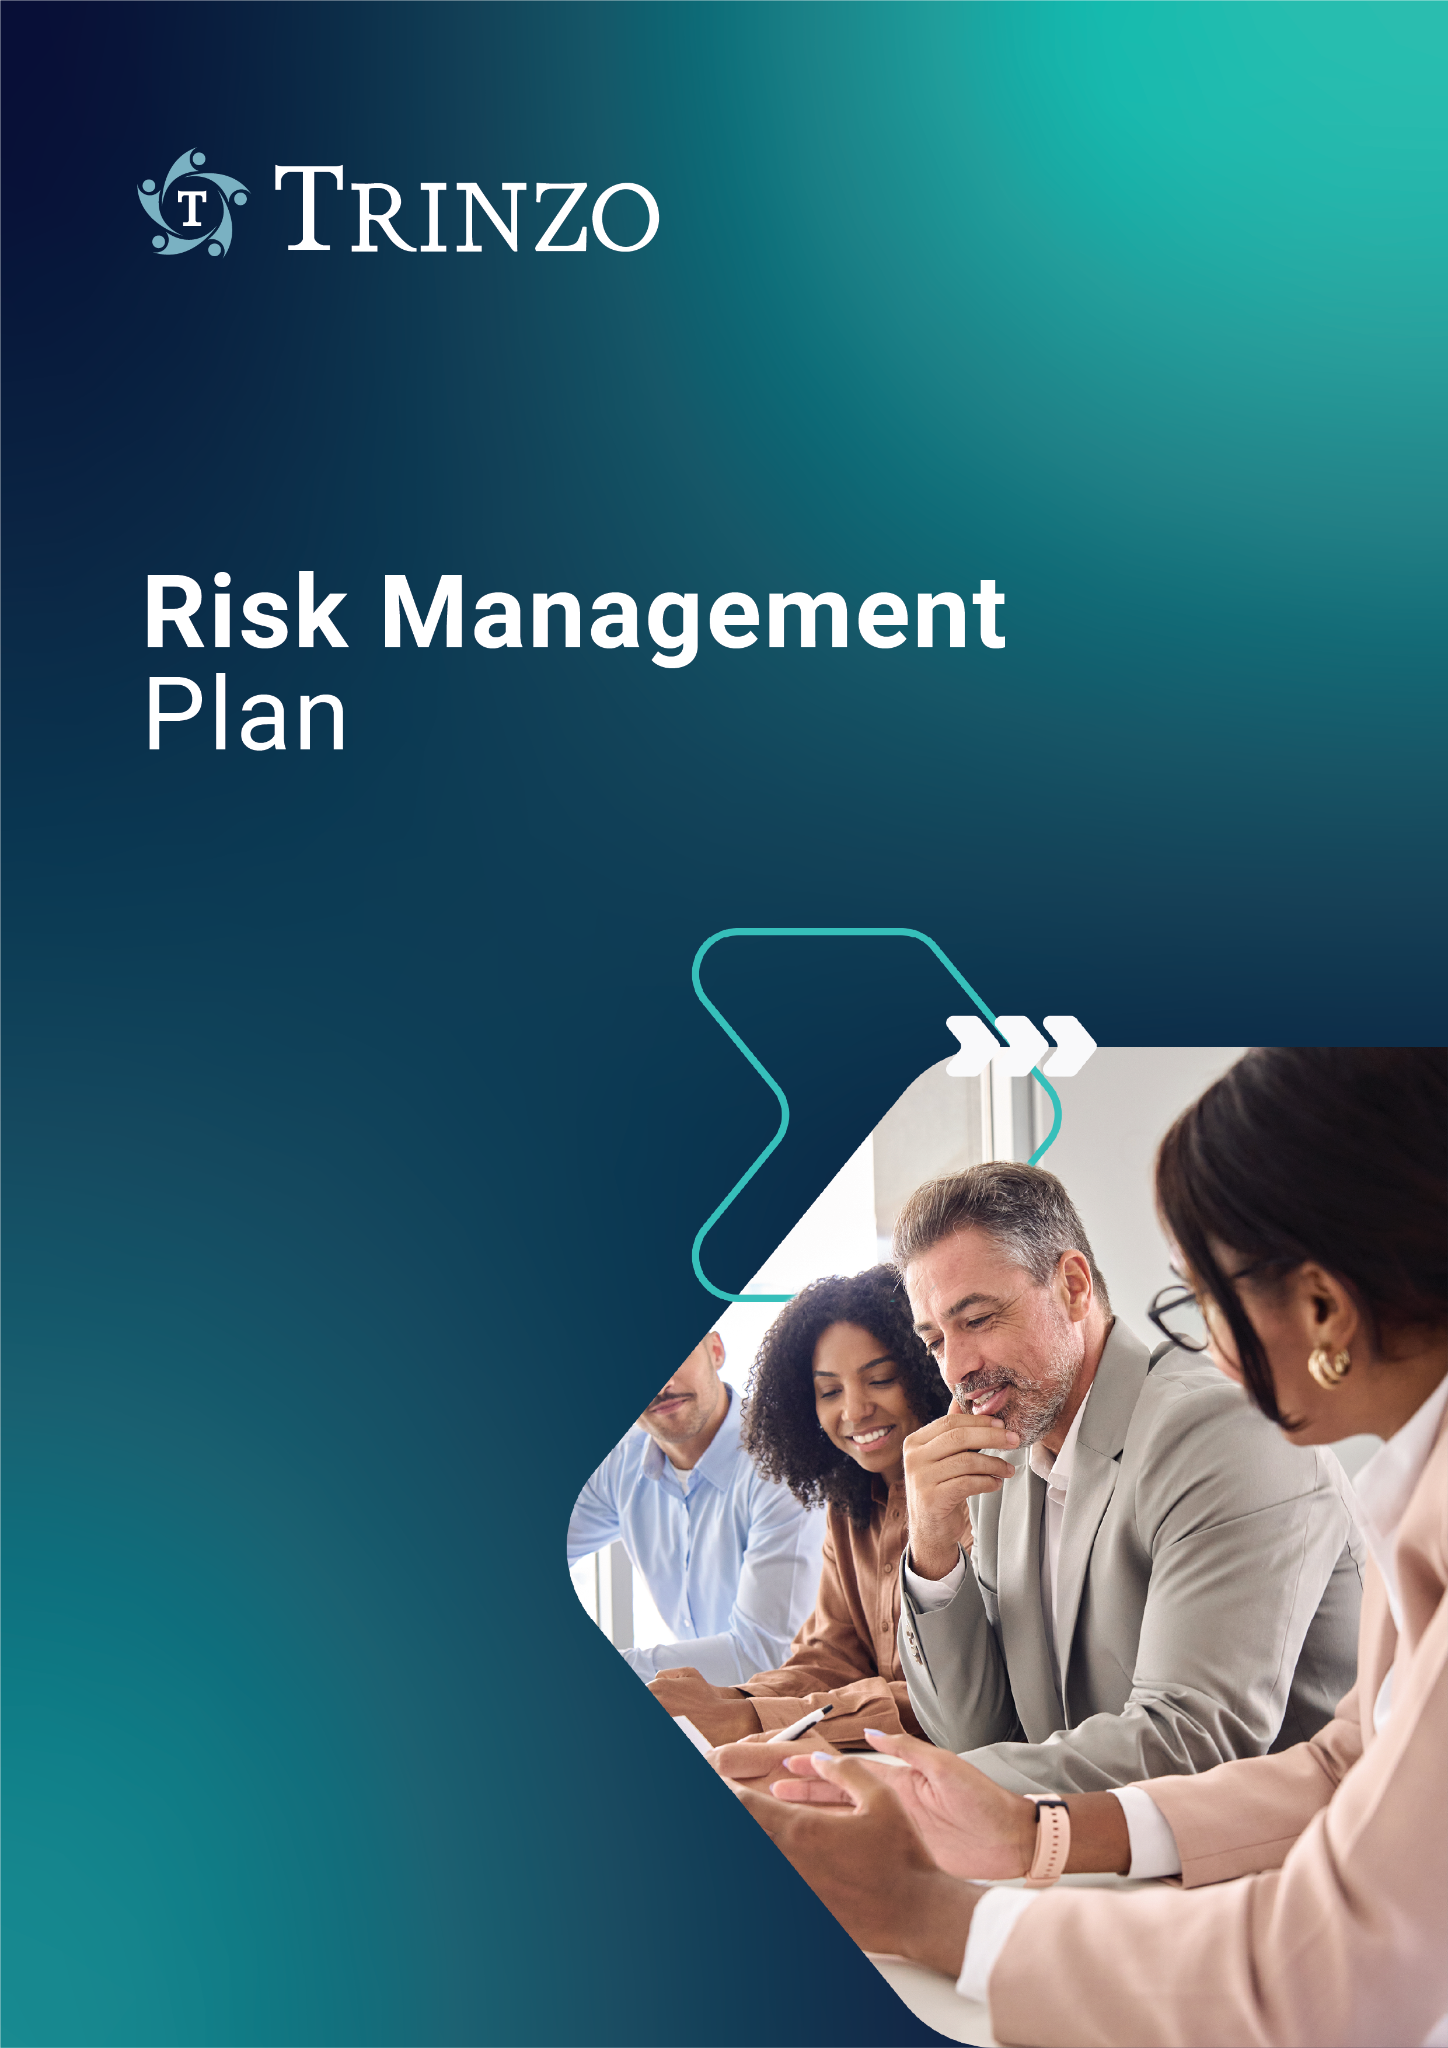 T TRINZO
Risk Management
Plan